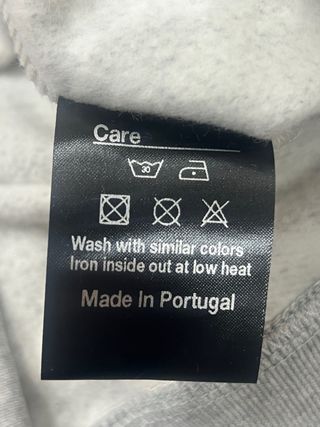 Care
30
Wash with similar colors
Iron inside out at low heat
Made In Portugal